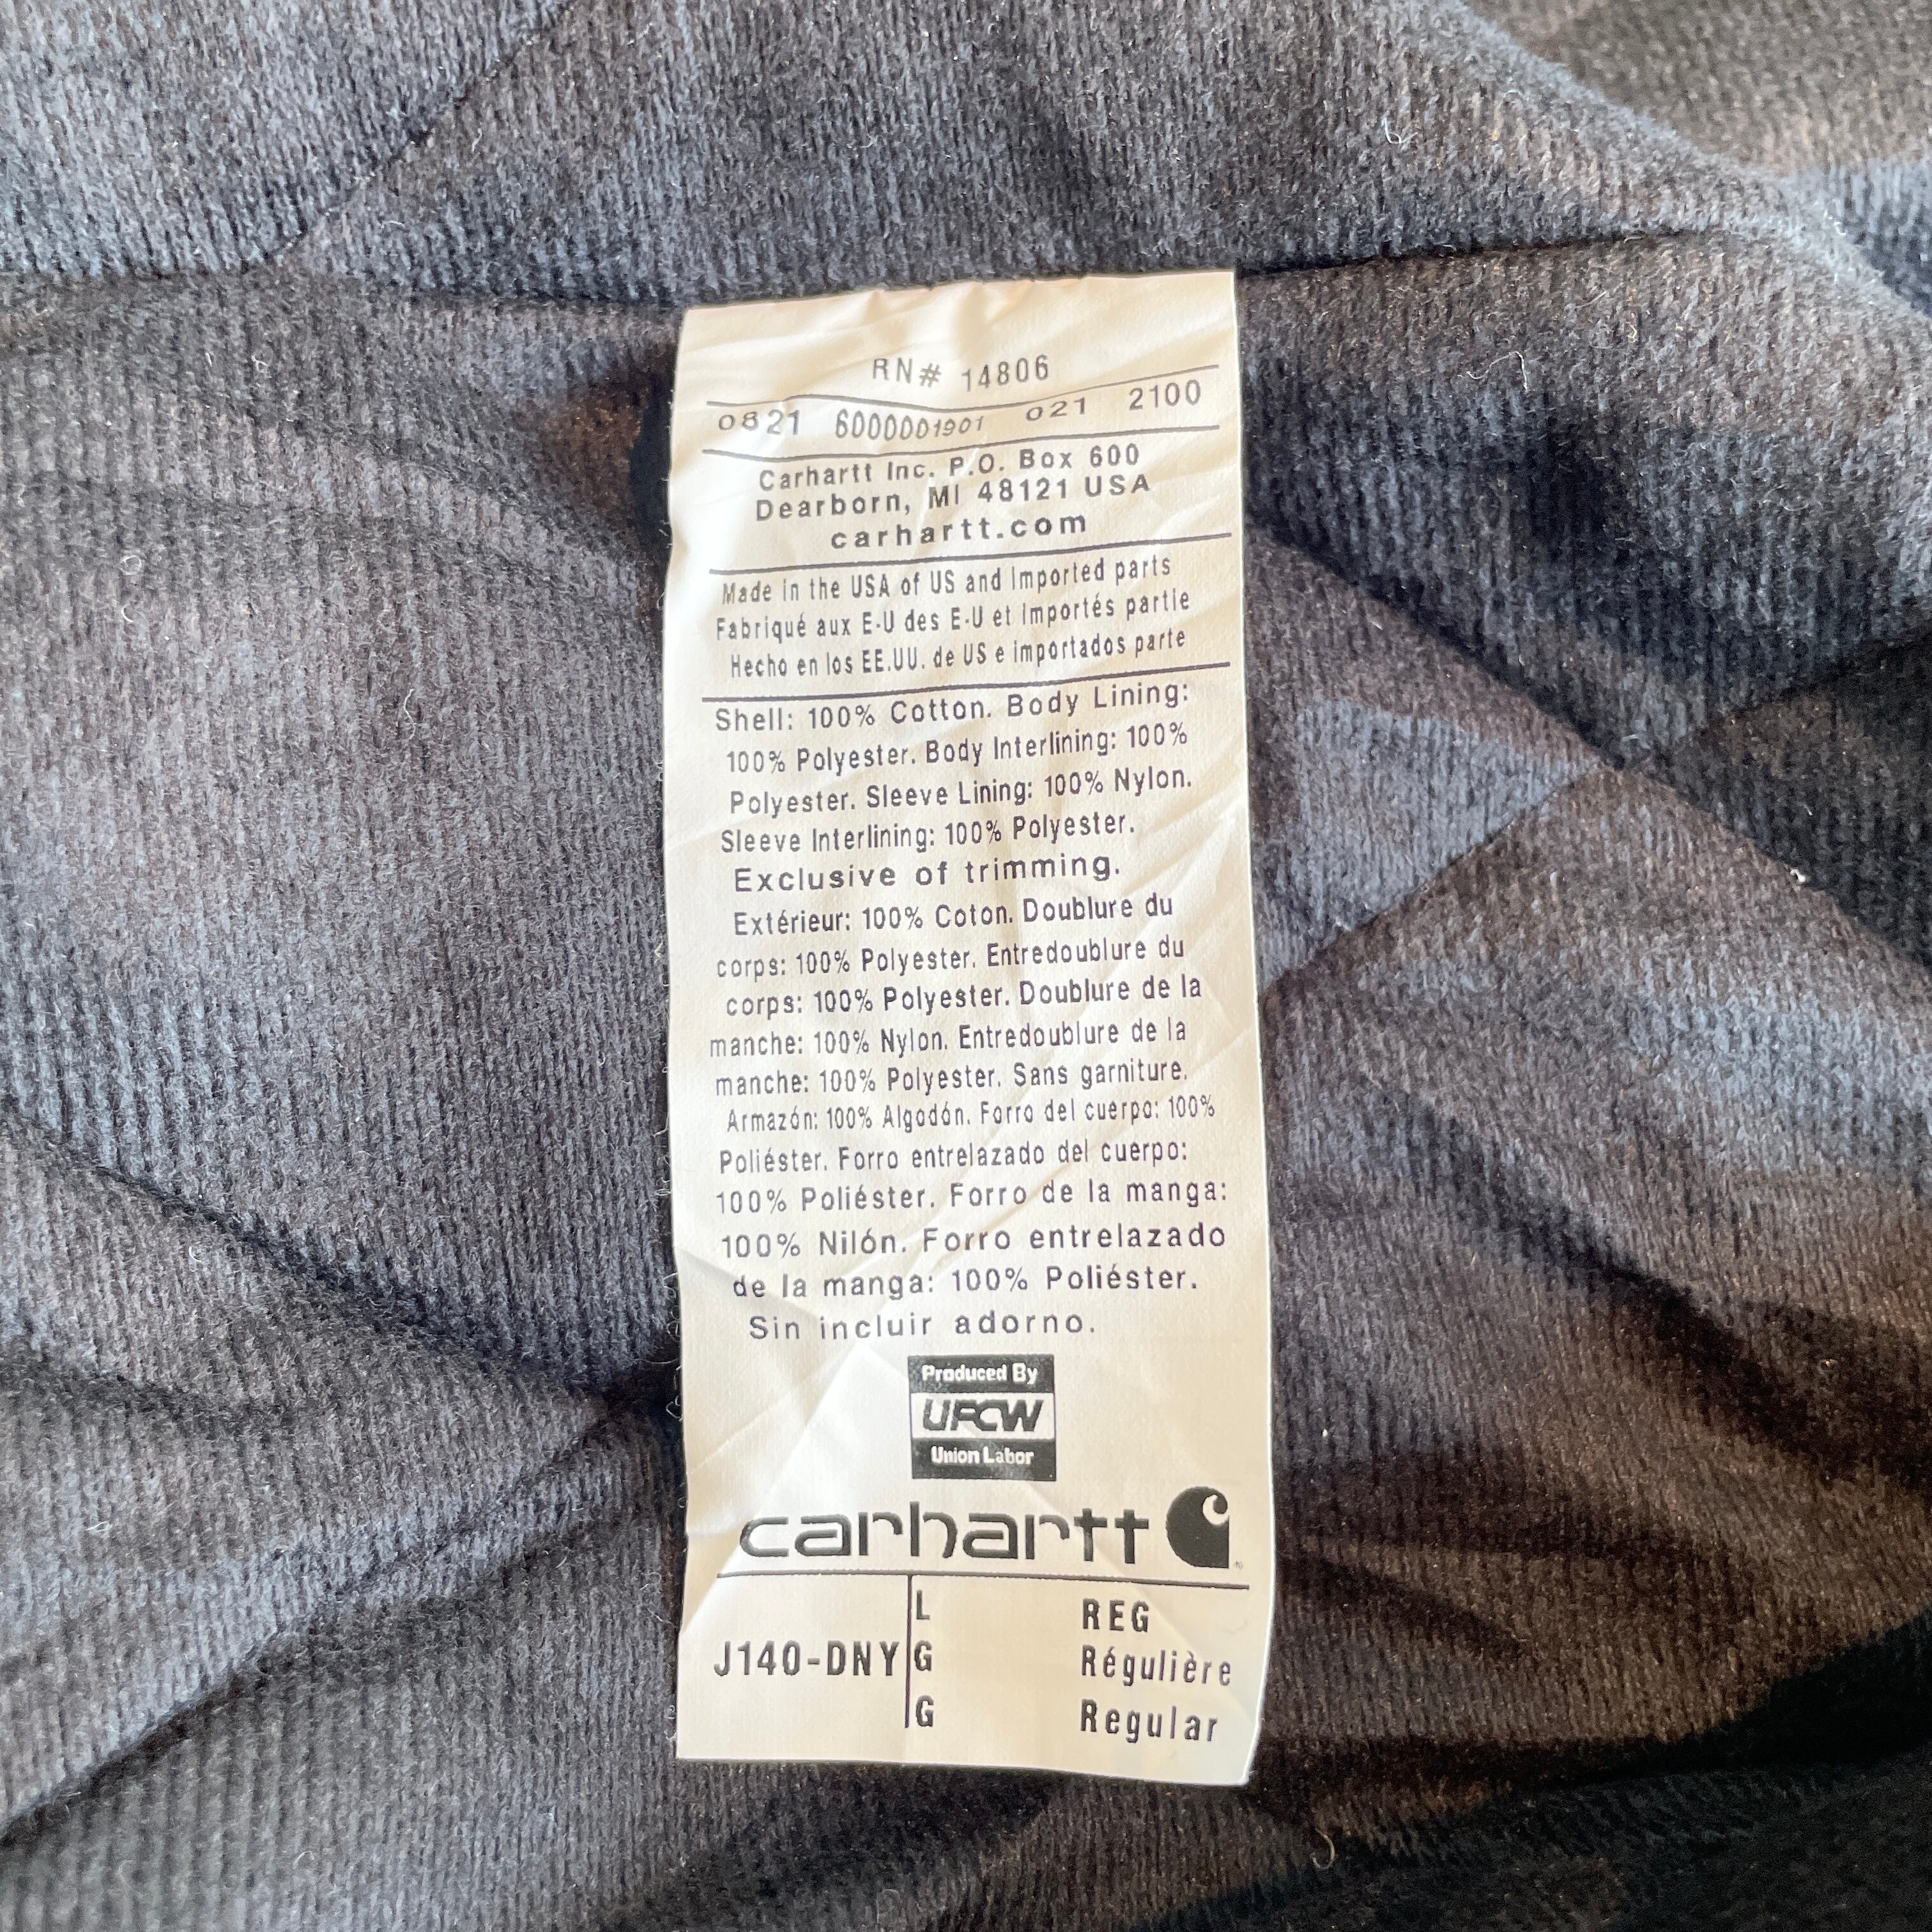 RN# 14806
0821 6000001901 021 2100
Carhartt Inc. P.O. Box 600
Dearborn, MI 48121 USA
carhartt.com
Made in the USA of US and Imported parts
Fabriqué aux E-U des E-U et Importés partie
Hecho en los EE.UU. de US e importados parte
Shell: 100% Cotton. Body Lining:
100% Polyester. Body Interlining: 100%
Polyester. Sleeve Lining: 100% Nylon.
Sleeve Interlining: 100% Polyester.
Exclusive of trimming.
Extérieur: 100% Coton. Doublure du
corps: 100% Polyester. Entredoublure du
corps: 100% Polyester. Doublure de la
manche: 100% Nylon. Entredoublure de la
manche: 100% Polyester. Sans garniture.
Armazón: 100% Algodón. Forro del cuerpo: 100%
Poliéster. Forro entrelazado del cuerpo:
100% Poliéster. Forro de la manga:
100% Nilón. Forro entrelazado
de la manga: 100% Poliéster.
Sin incluir adorno.
Produced By
UFCW
Union Labor
carhartt
L REG
J140-DNY G Régulière
G Regular